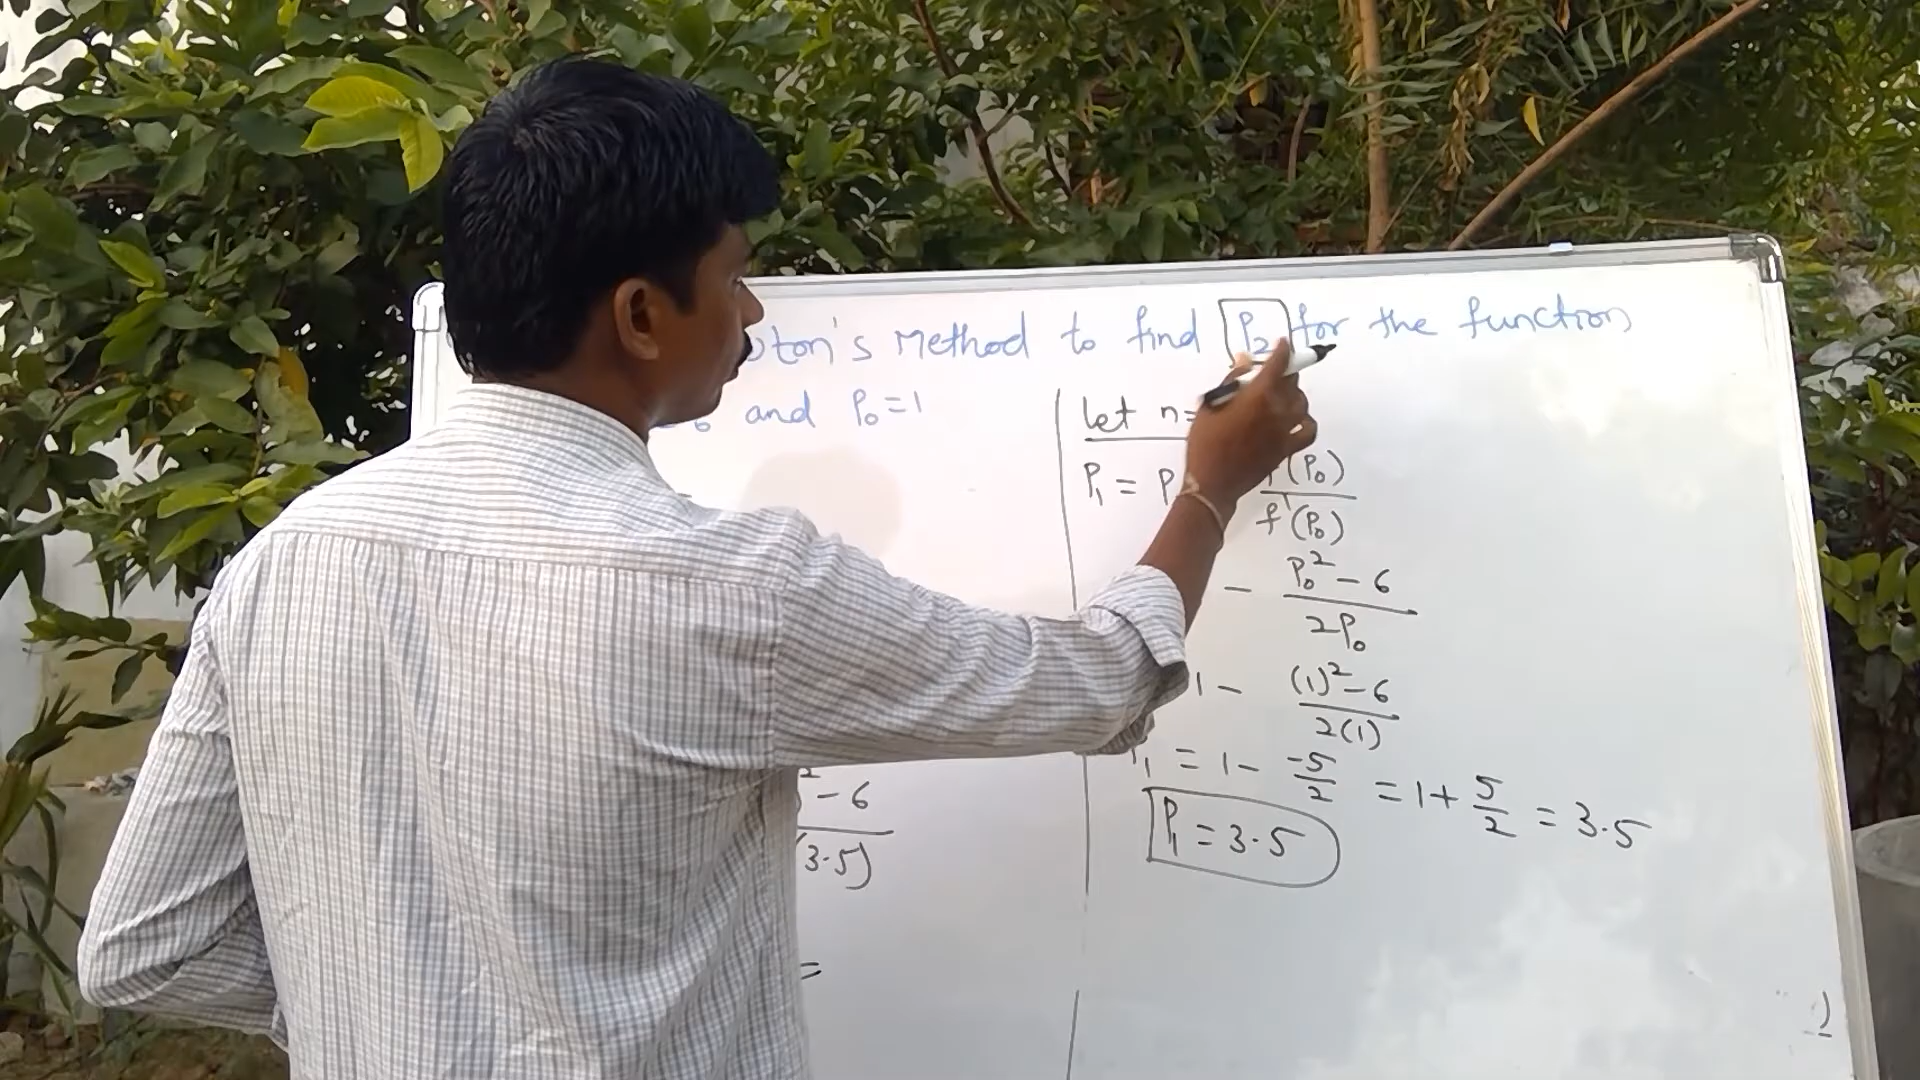 ton's Method to find P₂ for the function
6 and P₀=1
let n=
P₁ = P f(P₀)
f'(P₀)
- P₀² - 6
2P₀
1 - (1)² - 6
2(1)
P₁ = 1 - -5/2 = 1 + 5/2 = 3.5
P₁ = 3.5
² - 6
(3.5)
=